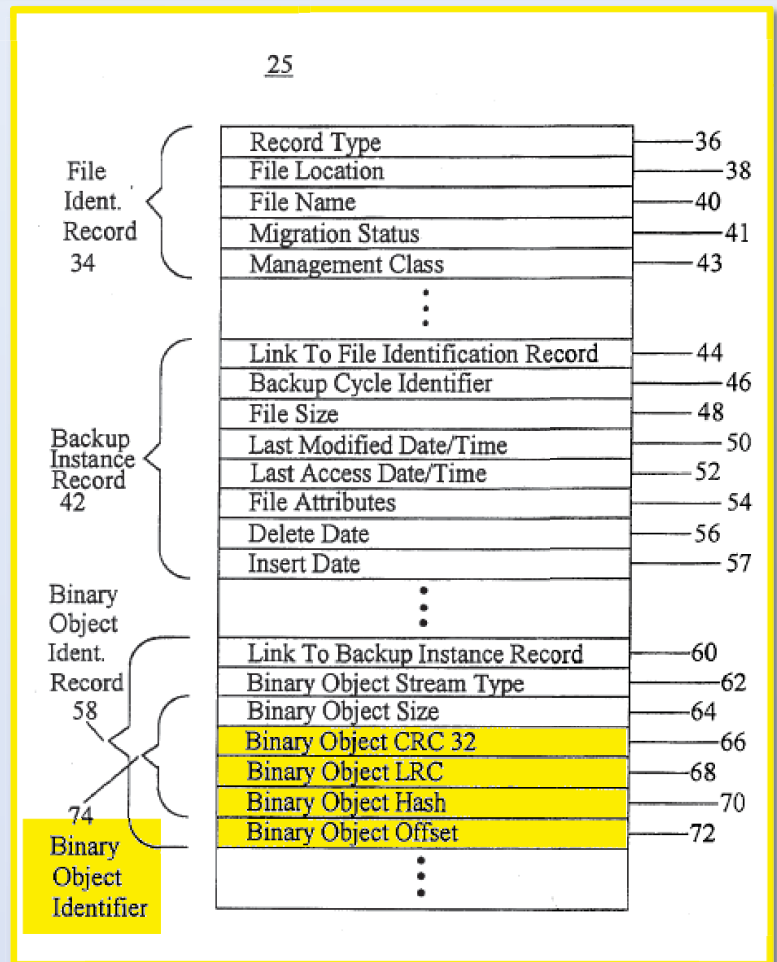 25
File
Ident.
Record
34
Record Type 36
File Location 38
File Name 40
Migration Status 41
Management Class 43
Backup
Instance
Record
42
Link To File Identification Record 44
Backup Cycle Identifier 46
File Size 48
Last Modified Date/Time 50
Last Access Date/Time 52
File Attributes 54
Delete Date 56
Insert Date 57
Binary
Object
Ident.
Record
58
Link To Backup Instance Record 60
Binary Object Stream Type 62
Binary Object Size 64
Binary Object CRC 32 66
Binary Object LRC 68
Binary Object Hash 70
Binary Object Offset 72
74
Binary
Object
Identifier